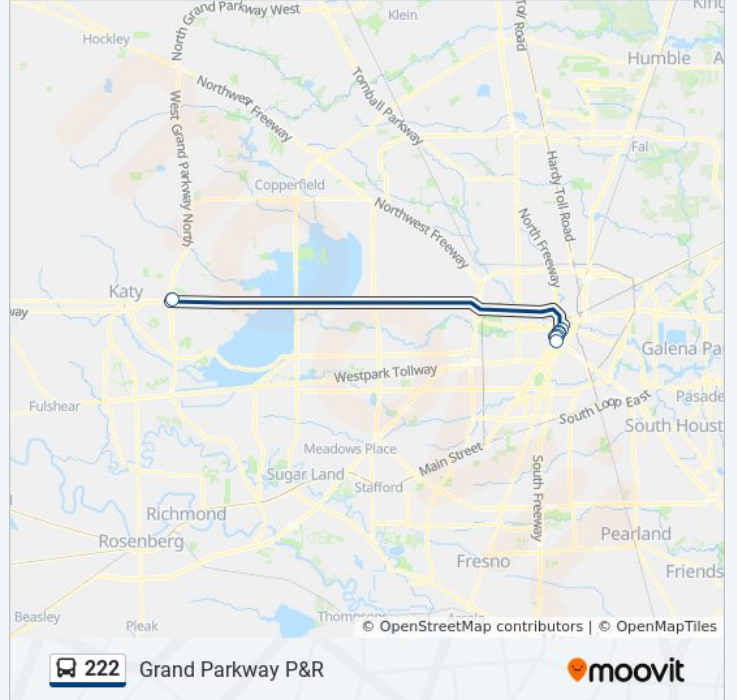 North Grand Parkway West
Klein
Toll Road
Hockley
Humble
Northwest Freeway
Tomball Parkway
West Grand Parkway North
Hardy Toll Road
Fal
Copperfield
Northwest Freeway
North Freeway
Katy
way
Galena Pa
Westpark Tollway
Fulshear
South Loop East
Pasade
South Houst
Meadows Place
Main Street
Sugar Land
Stafford
South Freeway
Richmond
Rosenberg
Pearland
Fresno
Friends
Beasley
Pleak
© OpenStreetMap contributors | © OpenMapTiles
222 Grand Parkway P&R
moovit